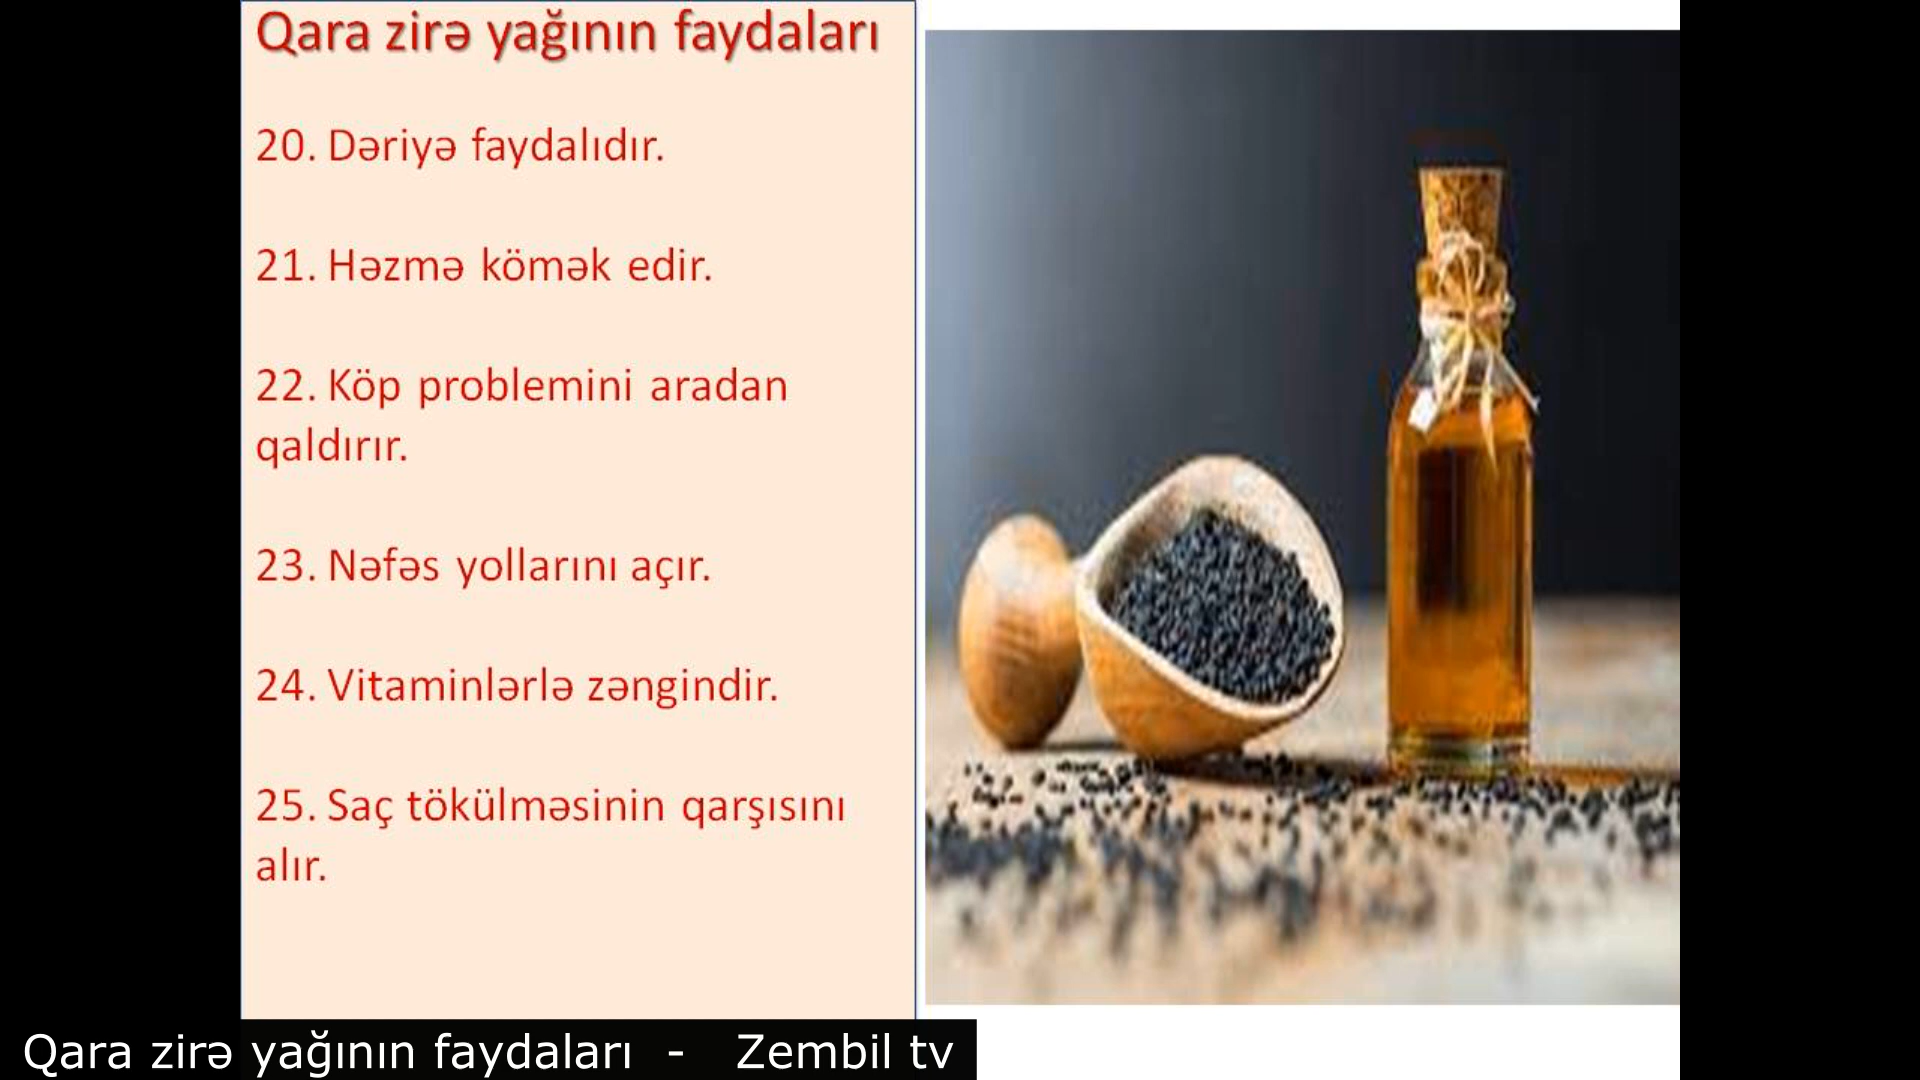 Qara zirə yağının faydaları
20. Dəriyə faydalıdır.
21. Həzmə kömək edir.
22. Köp problemini aradan
qaldırır.
23. Nəfəs yollarını açır.
24. Vitaminlərlə zəngindir.
25. Saç tökülməsinin qarşısını
alır.
Qara zirə yağının faydaları - Zembil tv